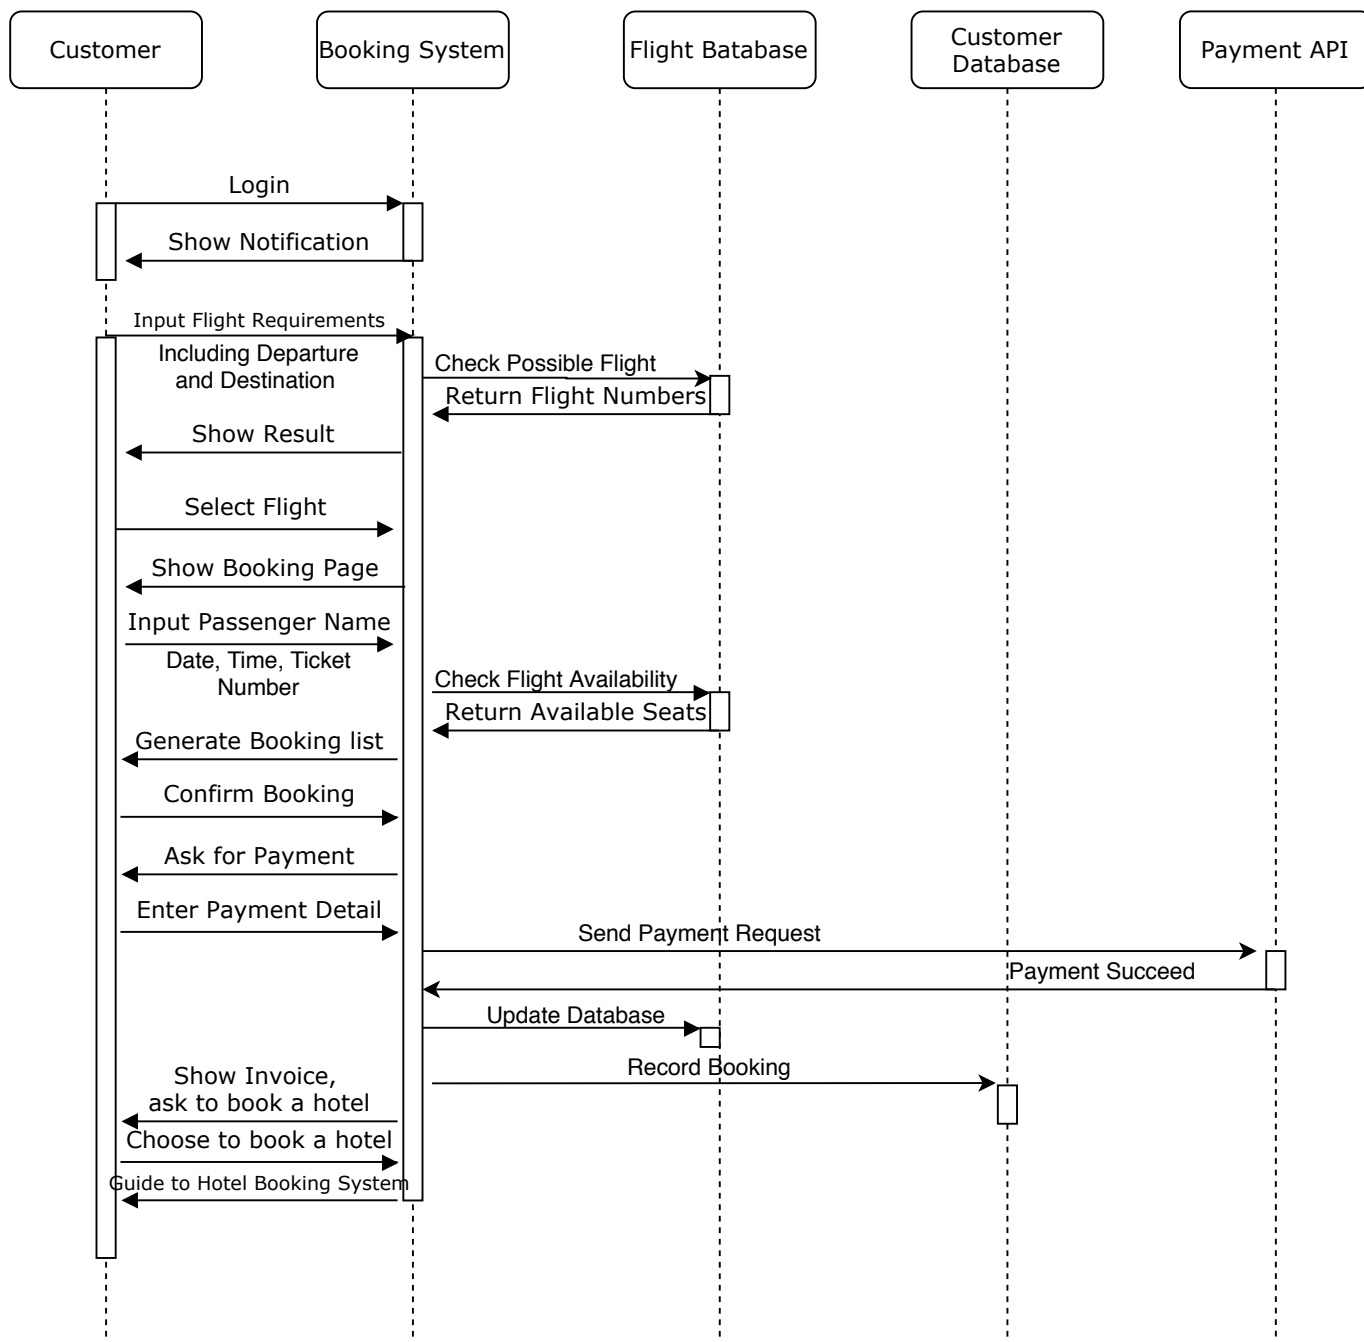 Customer
Booking System
Flight Batabase
Customer
Database
Payment API
Login
Show Notification
Input Flight Requirements
Including Departure
and Destination
Check Possible Flight
Return Flight Numbers
Show Result
Select Flight
Show Booking Page
Input Passenger Name
Date, Time, Ticket
Number
Check Flight Availability
Return Available Seats
Generate Booking list
Confirm Booking
Ask for Payment
Enter Payment Detail
Send Payment Request
Payment Succeed
Update Database
Record Booking
Show Invoice,
ask to book a hotel
Choose to book a hotel
Guide to Hotel Booking System